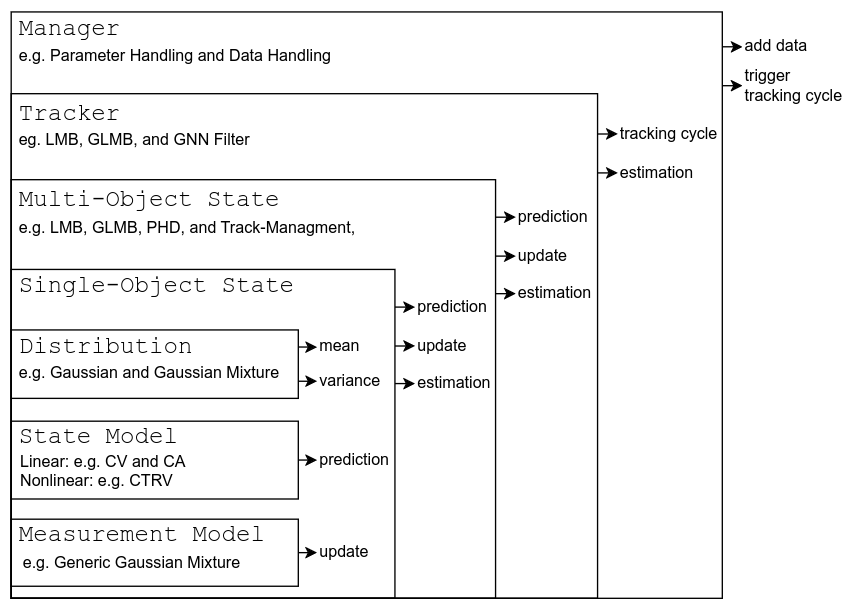 Manager
e.g. Parameter Handling and Data Handling
add data
trigger
tracking cycle
Tracker
eg. LMB, GLMB, and GNN Filter
tracking cycle
estimation
Multi-Object State
e.g. LMB, GLMB, PHD, and Track-Managment,
prediction
update
estimation
Single-Object State
prediction
update
estimation
Distribution
e.g. Gaussian and Gaussian Mixture
mean
variance
State Model
Linear: e.g. CV and CA
Nonlinear: e.g. CTRV
prediction
Measurement Model
e.g. Generic Gaussian Mixture
update